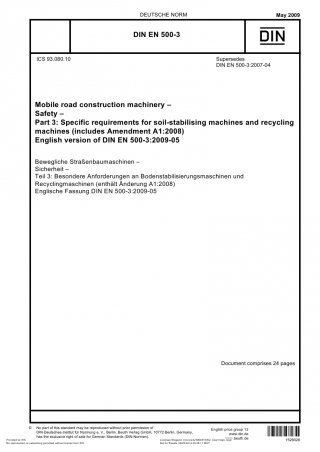 DEUTSCHE NORM
May 2009
DIN EN 500-3
DIN
ICS 93.080.10
Supersedes
DIN EN 500-3:2007-04
Mobile road construction machinery –
Safety –
Part 3: Specific requirements for soil-stabilising machines and recycling
machines (includes Amendment A1:2008)
English version of DIN EN 500-3:2009-05
Bewegliche Straßenbaumaschinen –
Sicherheit –
Teil 3: Besondere Anforderungen an Bodenstabilisierungsmaschinen und
Recyclingmaschinen (enthält Änderung A1:2008)
Englische Fassung DIN EN 500-3:2009-05
Document comprises 24 pages
© No part of this standard may be reproduced without prior permission of
DIN Deutsches Institut für Normung e. V., Berlin. Beuth Verlag GmbH, 10772 Berlin, Germany,
has the exclusive right of sale for German Standards (DIN-Normen).
English price group 12
www.din.de
www.beuth.de